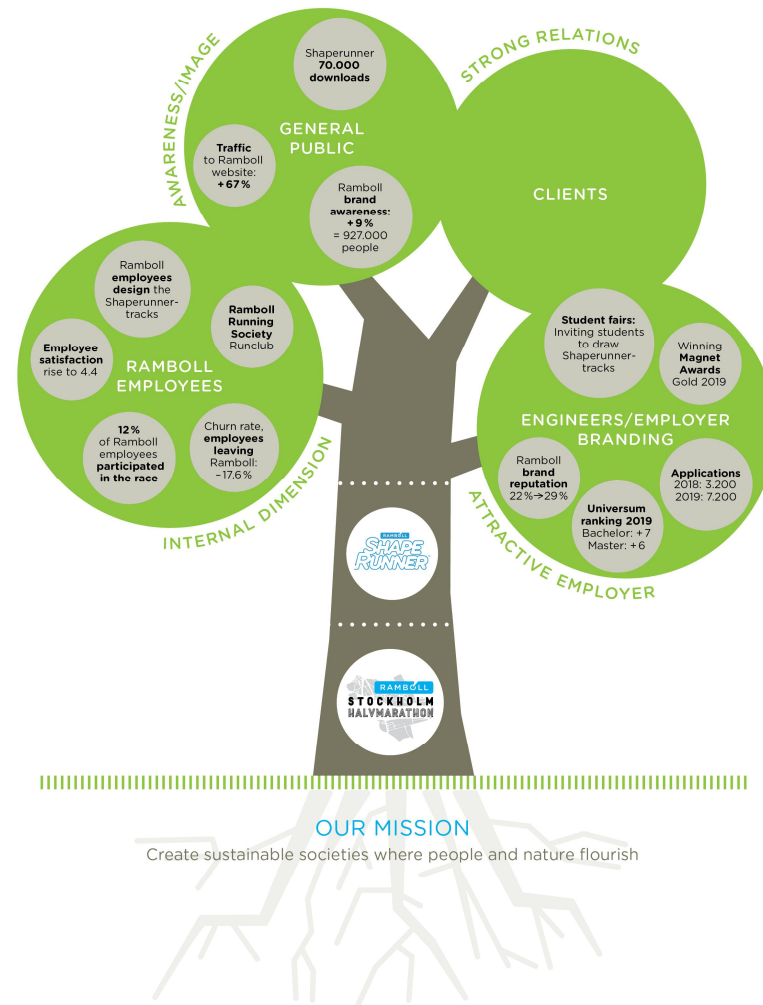 AWARENESS/IMAGE
Shaperunner
70.000
downloads
GENERAL
PUBLIC
Traffic
to Ramboll
website:
+67%
Ramboll
brand
awareness:
+9%
= 927.000
people
STRONG RELATIONS
CLIENTS
Ramboll
employees
design the
Shaperunner-
tracks
Ramboll
Running
Society
Runclub
Employee
satisfaction
rise to 4.4
RAMBOLL
EMPLOYEES
12%
of Ramboll
employees
participated
in the race
Churn rate,
employees
leaving
Ramboll:
–17.6%
INTERNAL DIMENSION
Student fairs:
Inviting students
to draw
Shaperunner-
tracks
Winning
Magnet
Awards
Gold 2019
ENGINEERS/EMPLOYER
BRANDING
Ramboll
brand
reputation
22%→29%
Universum
ranking 2019
Bachelor: +7
Master: +6
Applications
2018: 3.200
2019: 7.200
ATTRACTIVE EMPLOYER
RAMBOLL
SHAPE
RUNNER
RAMBOLL
STOCKHOLM
HALVMARATHON
OUR MISSION
Create sustainable societies where people and nature flourish